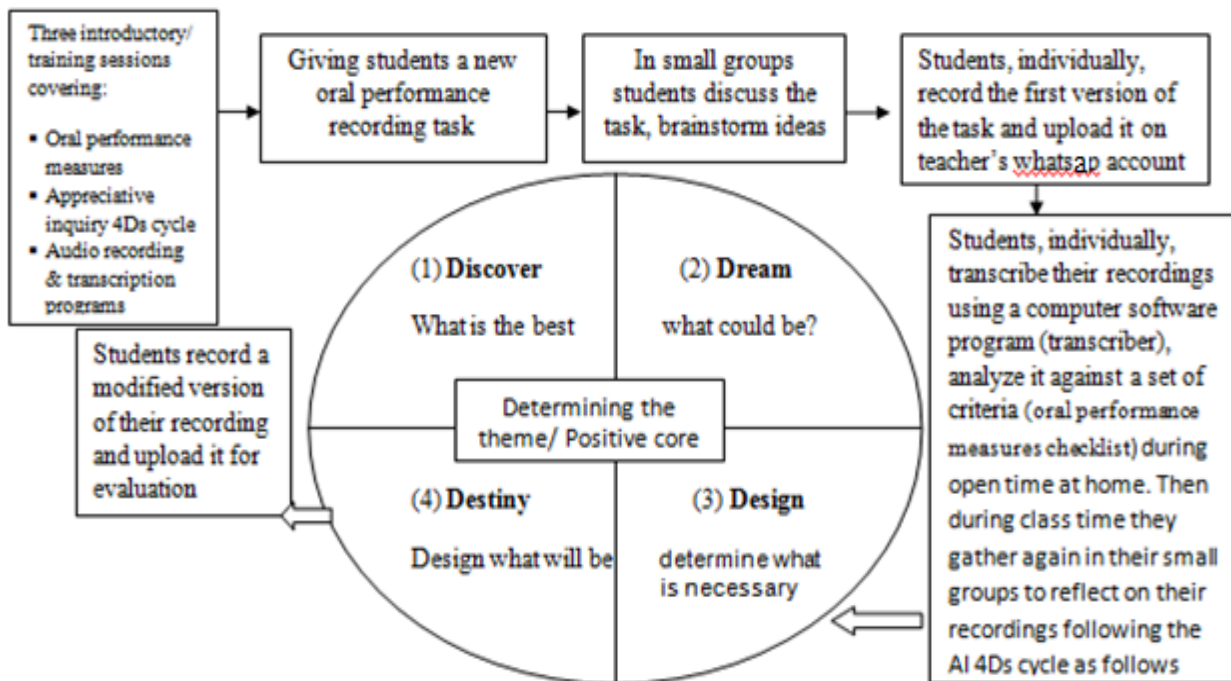 Three introductory/
training sessions
covering:
▪ Oral performance
measures
▪ Appreciative
inquiry 4Ds cycle
▪ Audio recording
& transcription
programs
Giving students a new
oral performance
recording task
In small groups
students discuss the
task, brainstorm ideas
Students, individually,
record the first version of
the task and upload it on
teacher's whatsap account
Students, individually,
transcribe their recordings
using a computer software
program (transcriber),
analyze it against a set of
criteria (oral performance
measures checklist) during
open time at home. Then
during class time they
gather again in their small
groups to reflect on their
recordings following the
AI 4Ds cycle as follows
(1) Discover
What is the best
(2) Dream
what could be?
Determining the
theme/ Positive core
(3) Design
determine what
is necessary
(4) Destiny
Design what will be
Students record a
modified version
of their recording
and upload it for
evaluation